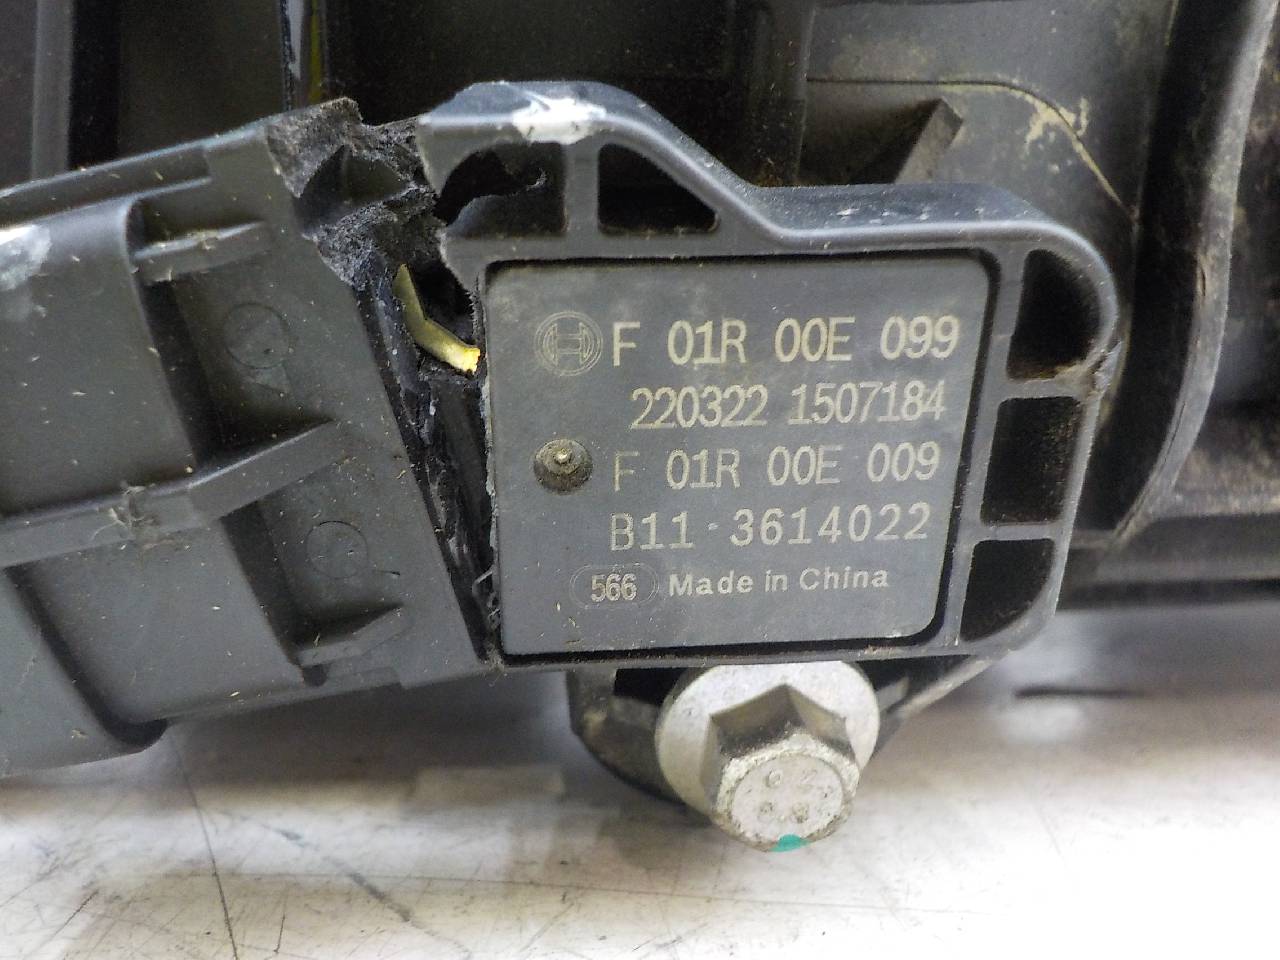 F 01R 00E 099
220322 1507184
F 01R 00E 009
B11-3614022
566 Made in China